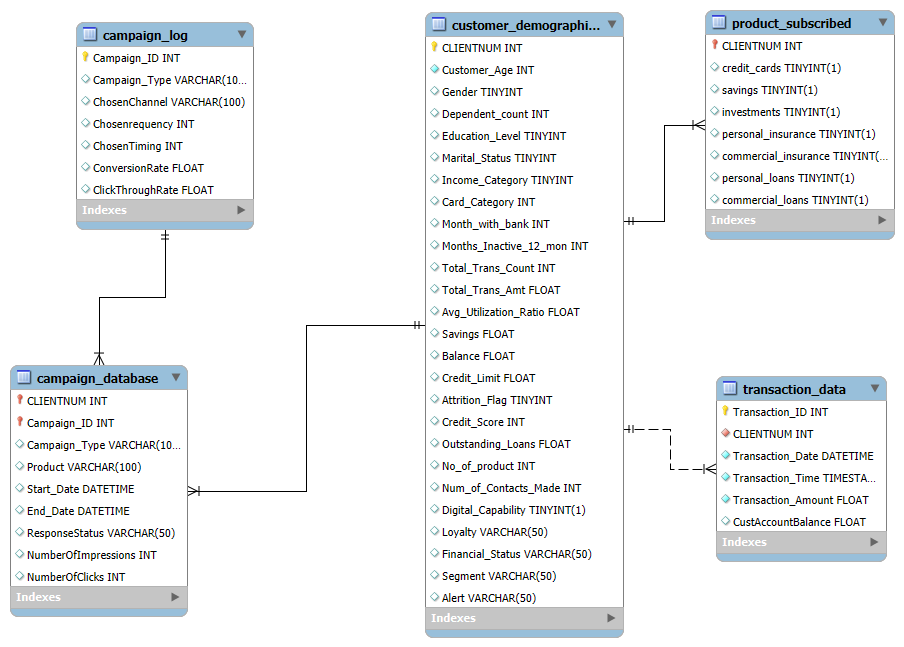 campaign_log
Campaign_ID INT
Campaign_Type VARCHAR(10...
ChosenChannel VARCHAR(100)
Chosenrequency INT
ChosenTiming INT
ConversionRate FLOAT
ClickThroughRate FLOAT
Indexes
campaign_database
CLIENTNUM INT
Campaign_ID INT
Campaign_Type VARCHAR(10...
Product VARCHAR(100)
Start_Date DATETIME
End_Date DATETIME
ResponseStatus VARCHAR(50)
NumberOfImpressions INT
NumberOfClicks INT
Indexes
customer_demographi...
CLIENTNUM INT
Customer_Age INT
Gender TINYINT
Dependent_count INT
Education_Level TINYINT
Marital_Status TINYINT
Income_Category TINYINT
Card_Category INT
Month_with_bank INT
Months_Inactive_12_mon INT
Total_Trans_Count INT
Total_Trans_Amt FLOAT
Avg_Utilization_Ratio FLOAT
Savings FLOAT
Balance FLOAT
Credit_Limit FLOAT
Attrition_Flag TINYINT
Credit_Score INT
Outstanding_Loans FLOAT
No_of_product INT
Num_of_Contacts_Made INT
Digital_Capability TINYINT(1)
Loyalty VARCHAR(50)
Financial_Status VARCHAR(50)
Segment VARCHAR(50)
Alert VARCHAR(50)
Indexes
product_subscribed
CLIENTNUM INT
credit_cards TINYINT(1)
savings TINYINT(1)
investments TINYINT(1)
personal_insurance TINYINT(1)
commercial_insurance TINYINT(...
personal_loans TINYINT(1)
commercial_loans TINYINT(1)
Indexes
transaction_data
Transaction_ID INT
CLIENTNUM INT
Transaction_Date DATETIME
Transaction_Time TIMESTA...
Transaction_Amount FLOAT
CustAccountBalance FLOAT
Indexes